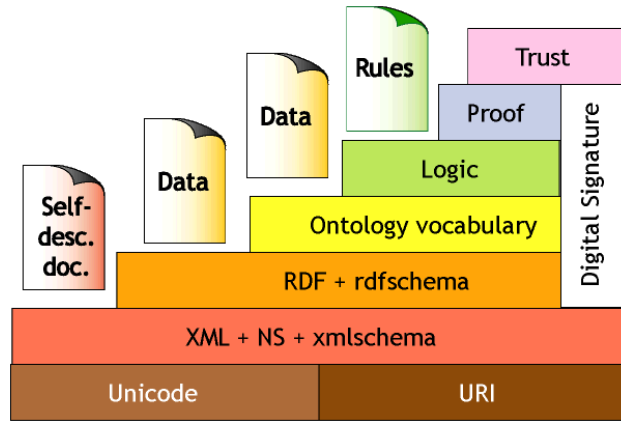 Rules
Trust
Data
Proof
Data
Logic
Self-
desc.
doc.
Ontology vocabulary
Digital Signature
RDF + rdfschema
XML + NS + xmlschema
Unicode
URI